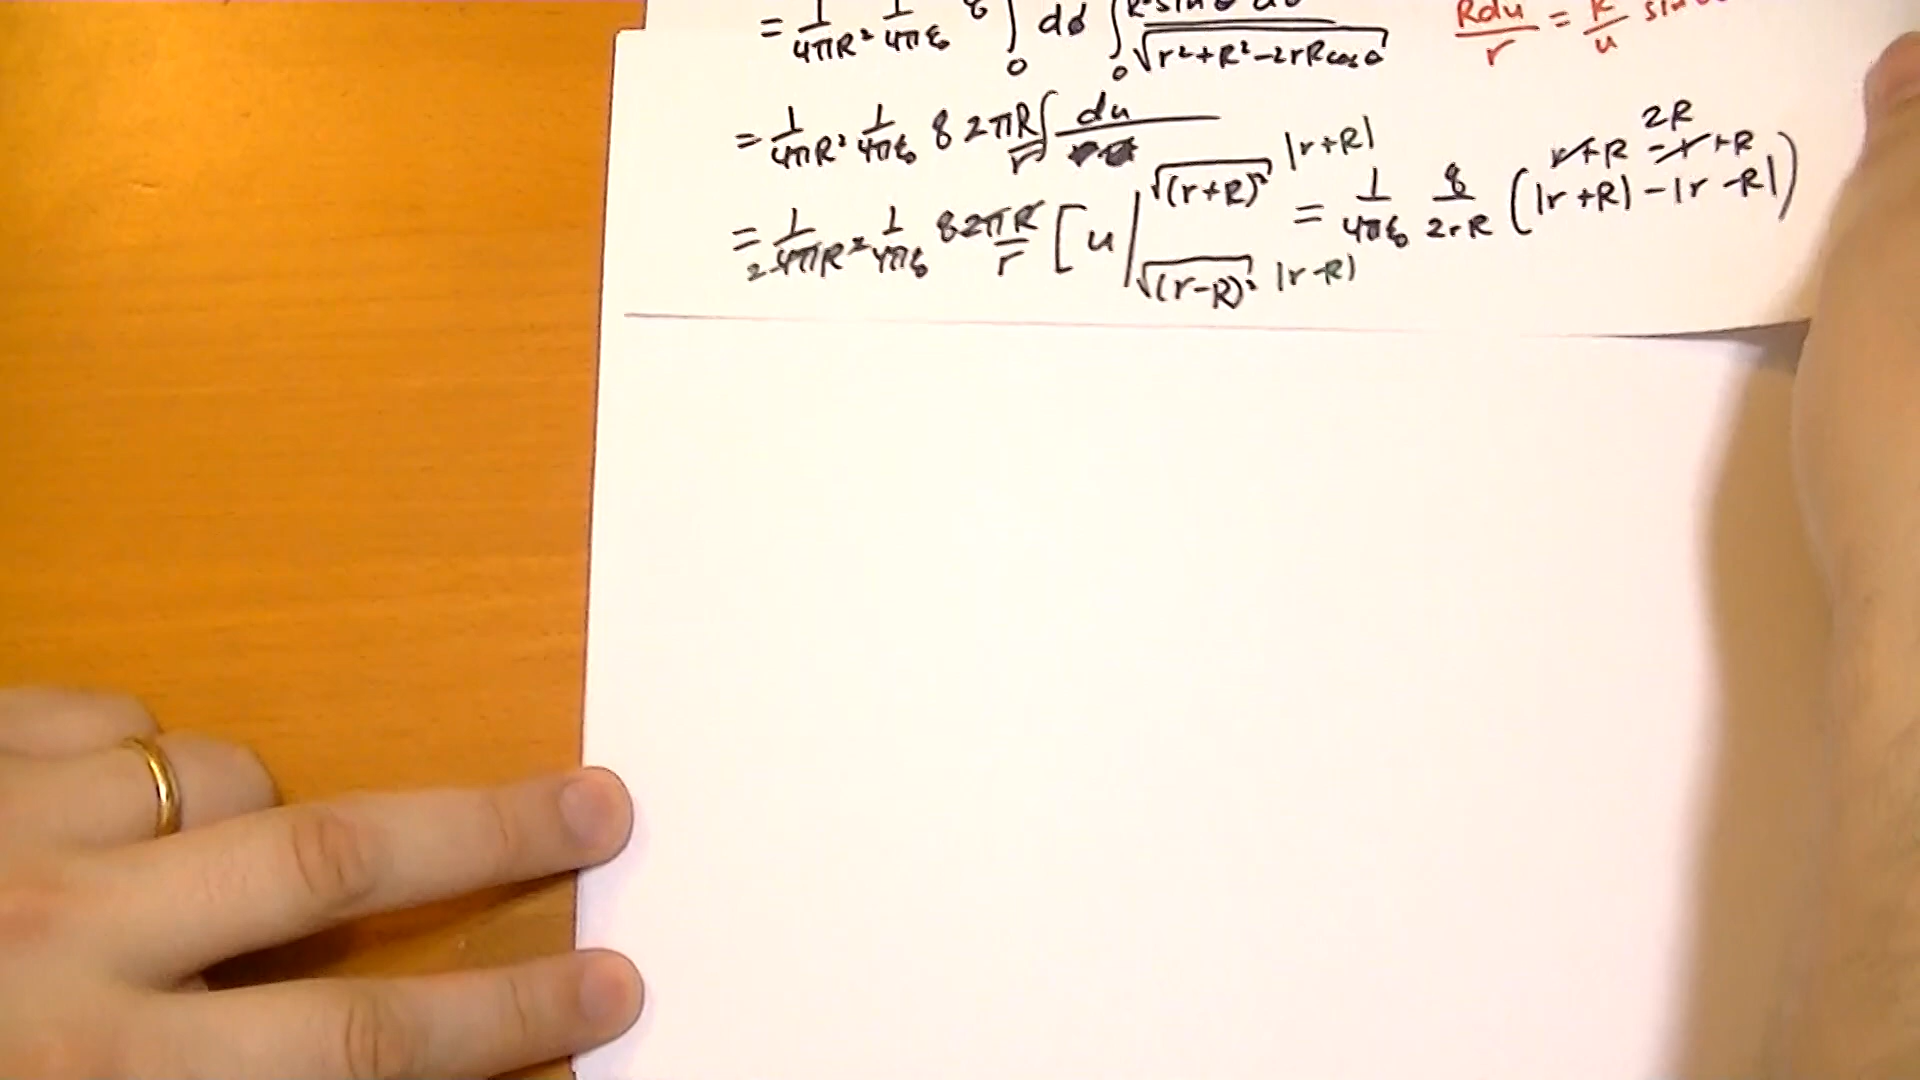 = 1/4πR² 1/4πε₀ q ∫₀ dφ ∫₀ R² sin θ dθ / √(r²+R²-2rR cos θ)
R du / r = R/u sin
= 1/4πR² 1/4πε₀ q 2πR/r ∫ du
= 1/4πR² 1/4πε₀ q 2πR/r [ u | √(r+R)² |r+R| √(r-R)² |r-R|
2R
r+R -r+R
= 1/4πε₀ q/2rR (|r+R| - |r-R|)